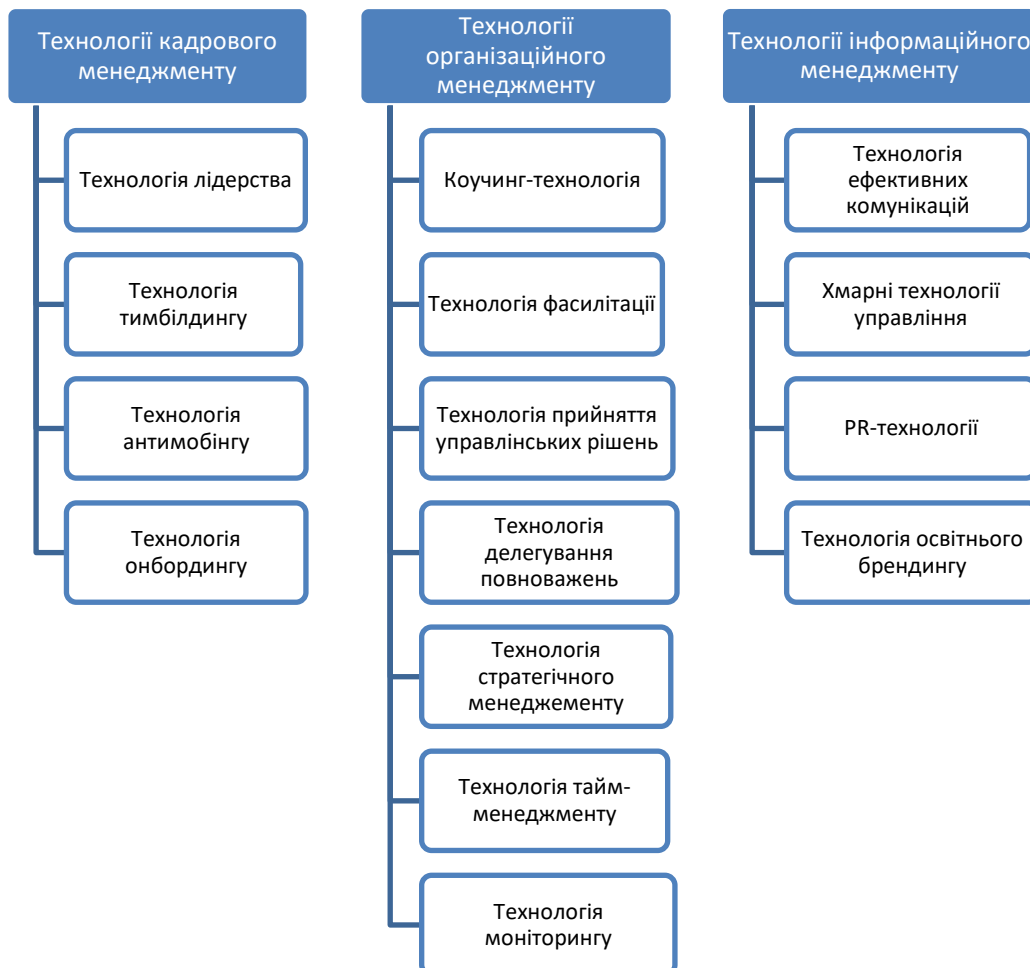 Технології кадрового
менеджменту
Технологія лідерства
Технологія
тимбілдингу
Технологія
антимобінгу
Технологія
онбордингу
Технології
організаційного
менеджменту
Коучинг-технологія
Технологія фасилітації
Технологія прийняття
управлінських рішень
Технологія
делегування
повноважень
Технологія
стратегічного
менеджементу
Технологія тайм-
менеджменту
Технологія
моніторингу
Технології інформаційного
менеджменту
Технологія
ефективних
комунікацій
Хмарні технології
управління
PR-технології
Технологія освітнього
брендингу